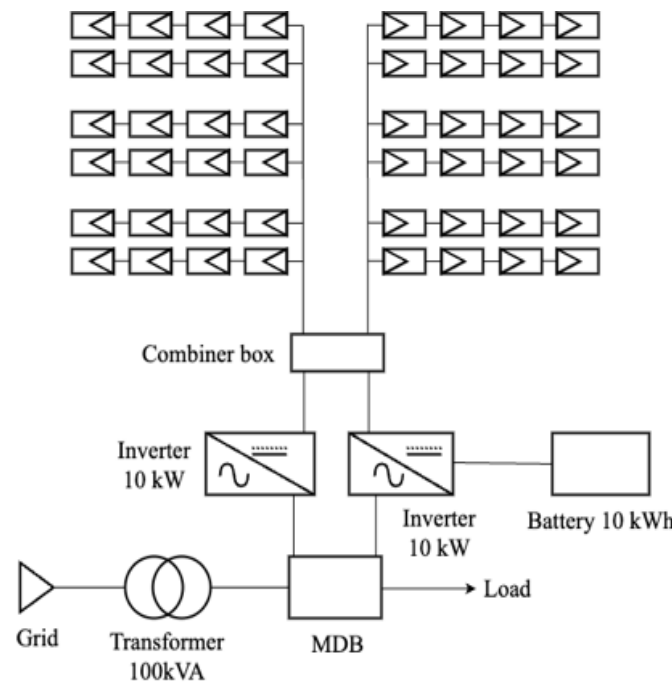 Combiner box
Inverter
10 kW
Inverter
10 kW
Battery 10 kWh
Grid
Transformer
100kVA
MDB
Load